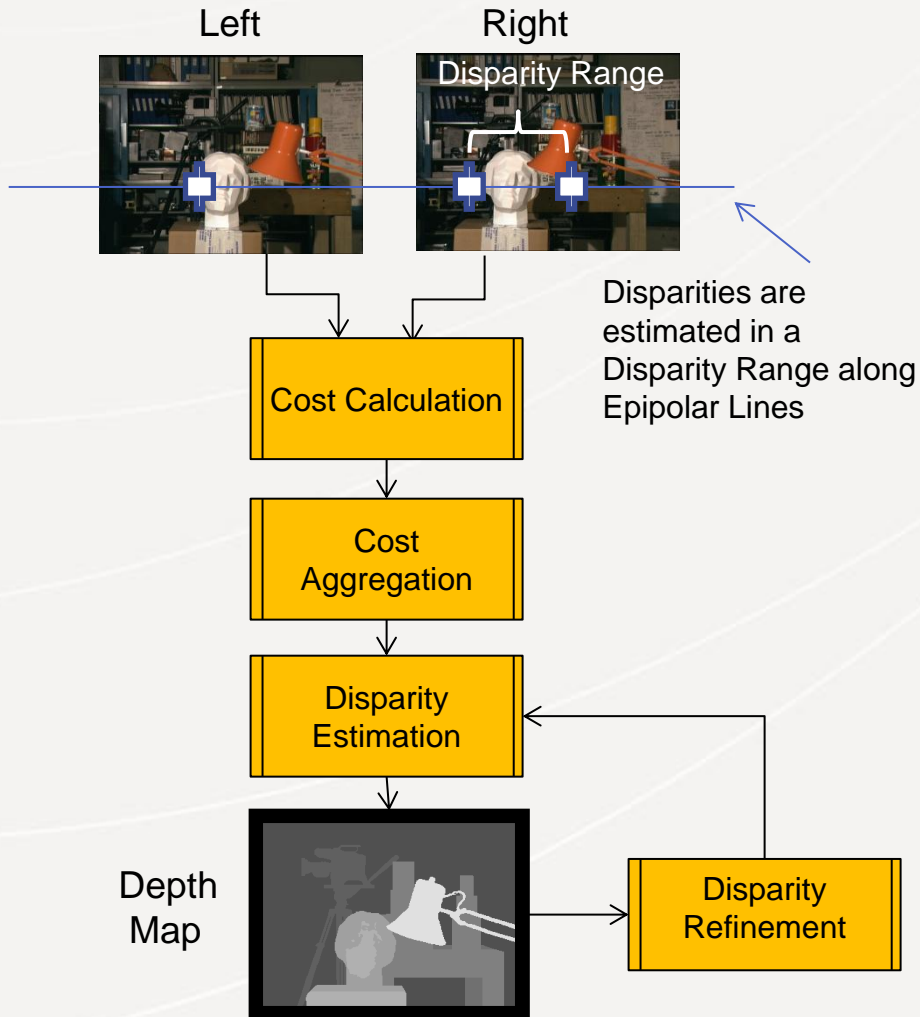 Left
Right
Disparity Range
Disparities are
estimated in a
Disparity Range along
Epipolar Lines
Cost Calculation
Cost
Aggregation
Disparity
Estimation
Depth
Map
Disparity
Refinement